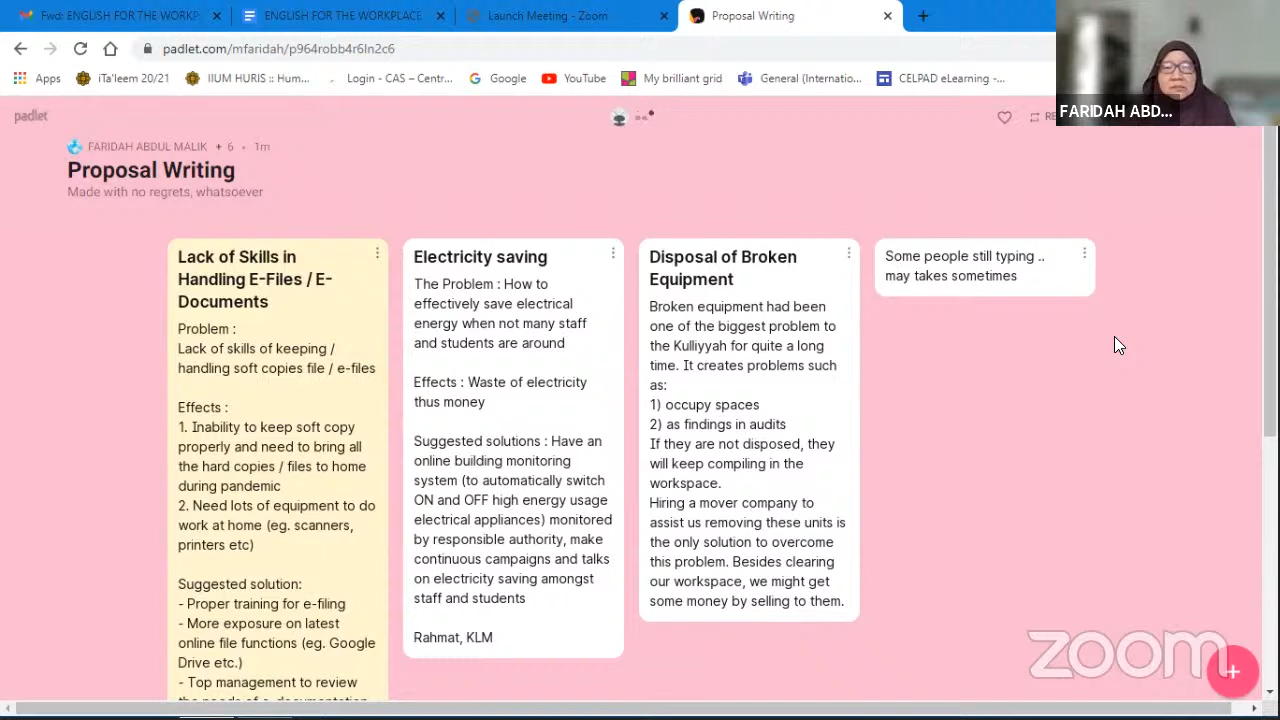 Fwd: ENGLISH FOR THE WORKP
ENGLISH FOR THE WORKPLACE
Launch Meeting - Zoom
Proposal Writing
padlet.com/mfaridah/p964robb4r6ln2c6
Apps
iTa'leem 20/21
IIUM HURIS :: Hum...
Login - CAS – Centr...
Google
YouTube
My brilliant grid
General (Internatio...
CELPAD eLearning -...
FARIDAH ABD...
padlet
RE
FARIDAH ABDUL MALIK + 6 • 1m
Proposal Writing
Made with no regrets, whatsoever
Lack of Skills in
Handling E-Files / E-
Documents
Problem :
Lack of skills of keeping /
handling soft copies file / e-files
Effects :
1. Inability to keep soft copy
properly and need to bring all
the hard copies / files to home
during pandemic
2. Need lots of equipment to do
work at home (eg. scanners,
printers etc)
Suggested solution:
- Proper training for e-filing
- More exposure on latest
online file functions (eg. Google
Drive etc.)
- Top management to review
the needs of e-documentation
Electricity saving
The Problem : How to
effectively save electrical
energy when not many staff
and students are around
Effects : Waste of electricity
thus money
Suggested solutions : Have an
online building monitoring
system (to automatically switch
ON and OFF high energy usage
electrical appliances) monitored
by responsible authority, make
continuous campaigns and talks
on electricity saving amongst
staff and students
Rahmat, KLM
Disposal of Broken
Equipment
Broken equipment had been
one of the biggest problem to
the Kulliyyah for quite a long
time. It creates problems such
as:
1) occupy spaces
2) as findings in audits
If they are not disposed, they
will keep compiling in the
workspace.
Hiring a mover company to
assist us removing these units is
the only solution to overcome
this problem. Besides clearing
our workspace, we might get
some money by selling to them.
Some people still typing ..
may takes sometimes
zoom